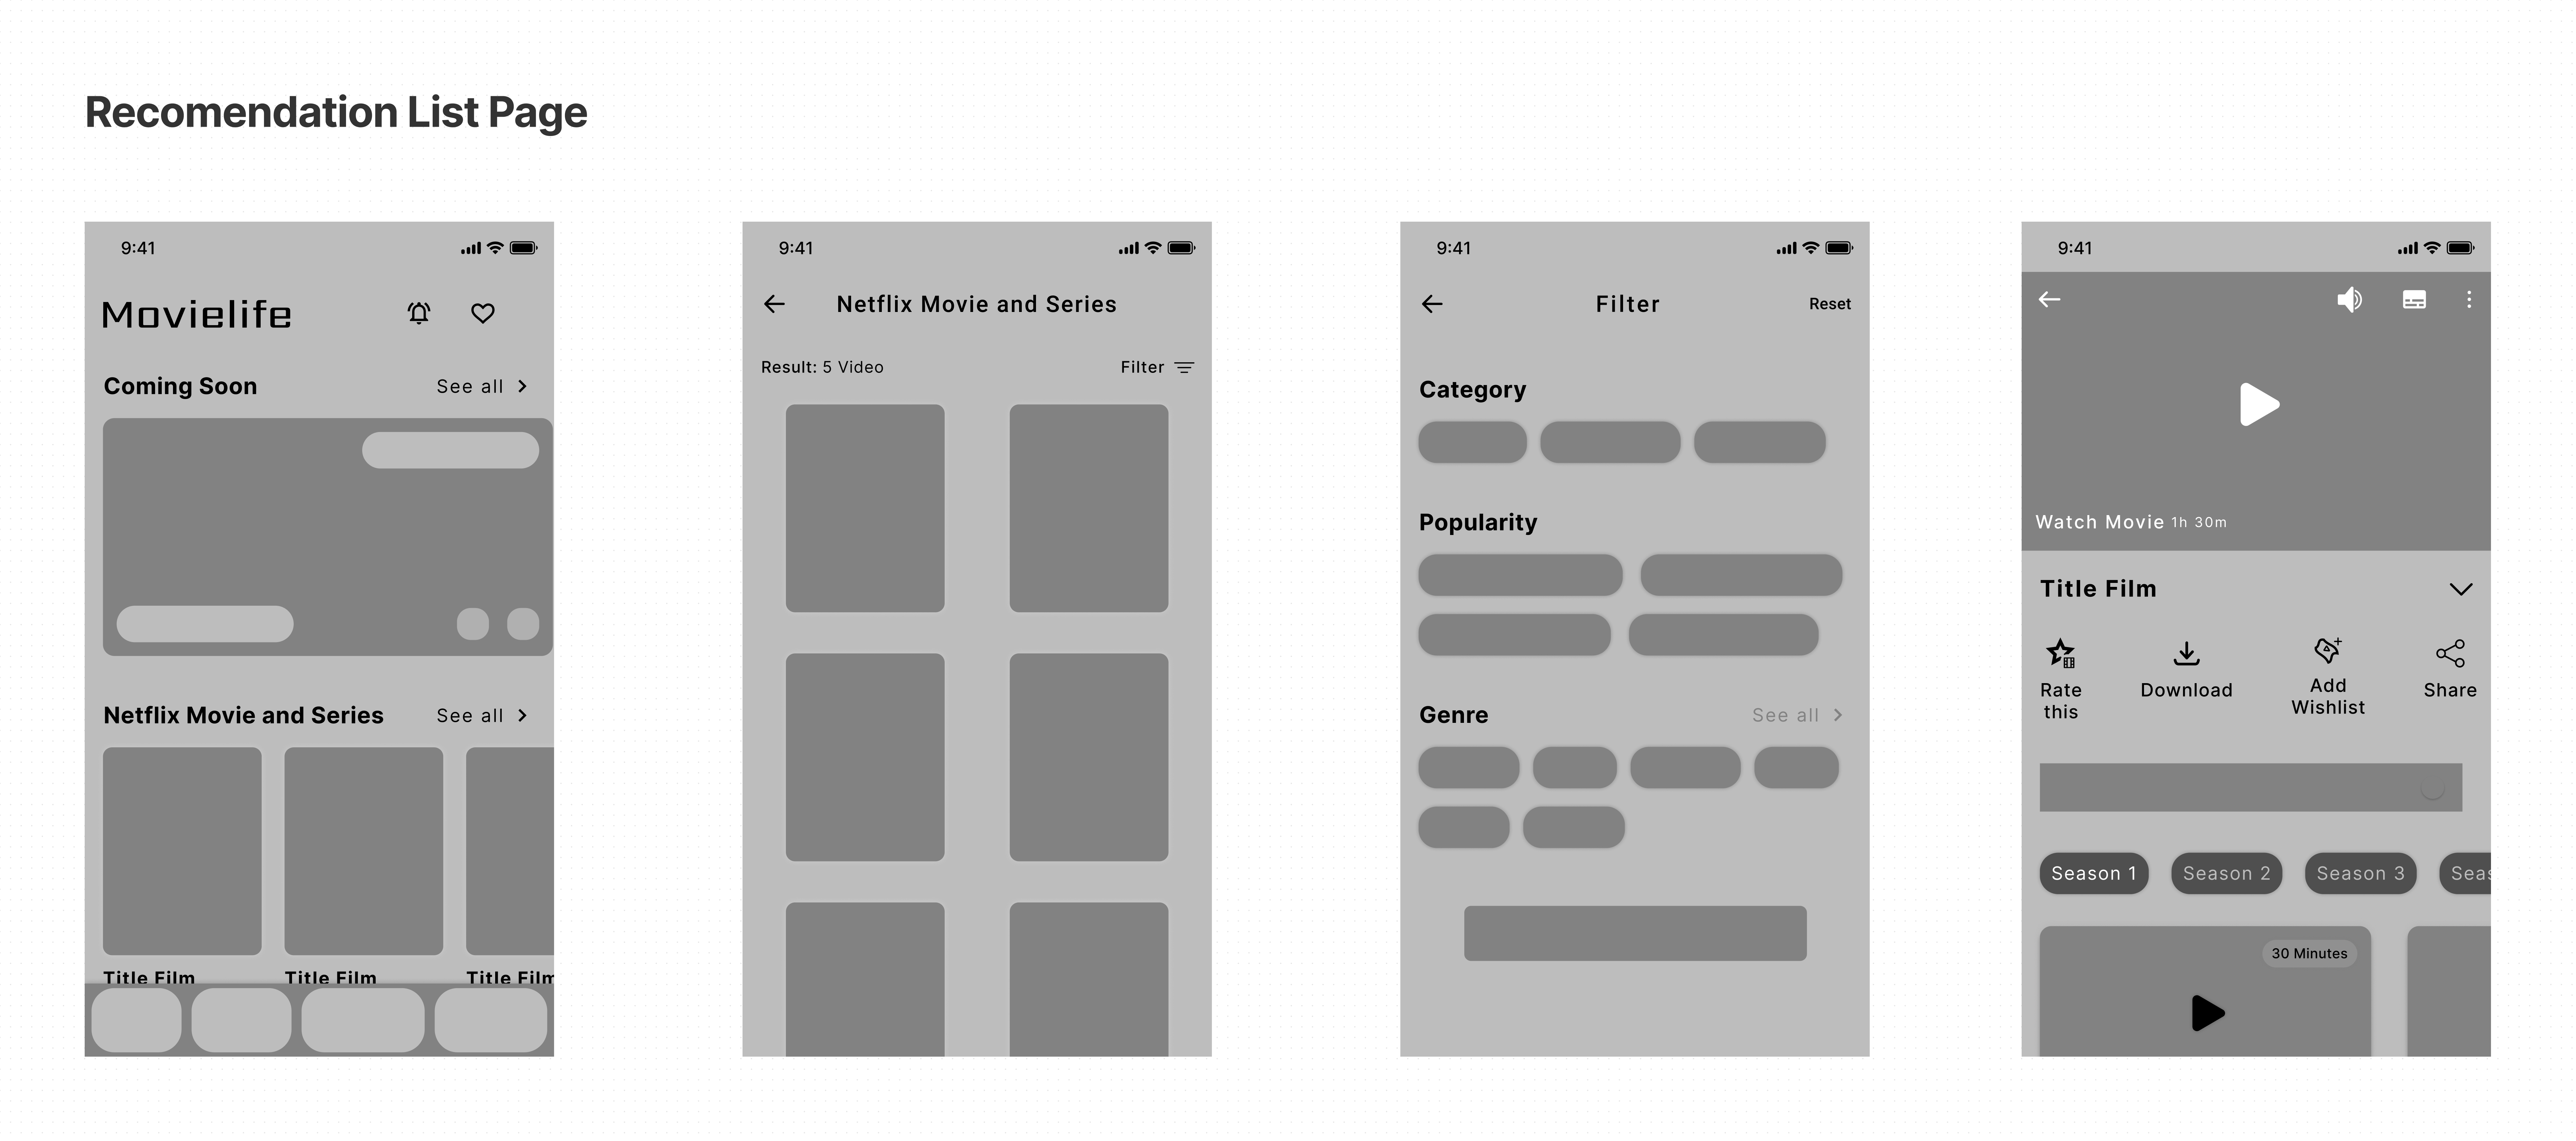 Recomendation List Page
9:41
Movielife
Coming Soon
See all
Netflix Movie and Series
See all
Title Film
Title Film
Title Film
9:41
Netflix Movie and Series
Result: 5 Video
Filter
9:41
Filter
Reset
Category
Popularity
Genre
See all
9:41
Watch Movie 1h 30m
Title Film
Rate
this
Download
Add
Wishlist
Share
Season 1
Season 2
Season 3
Seas
30 Minutes